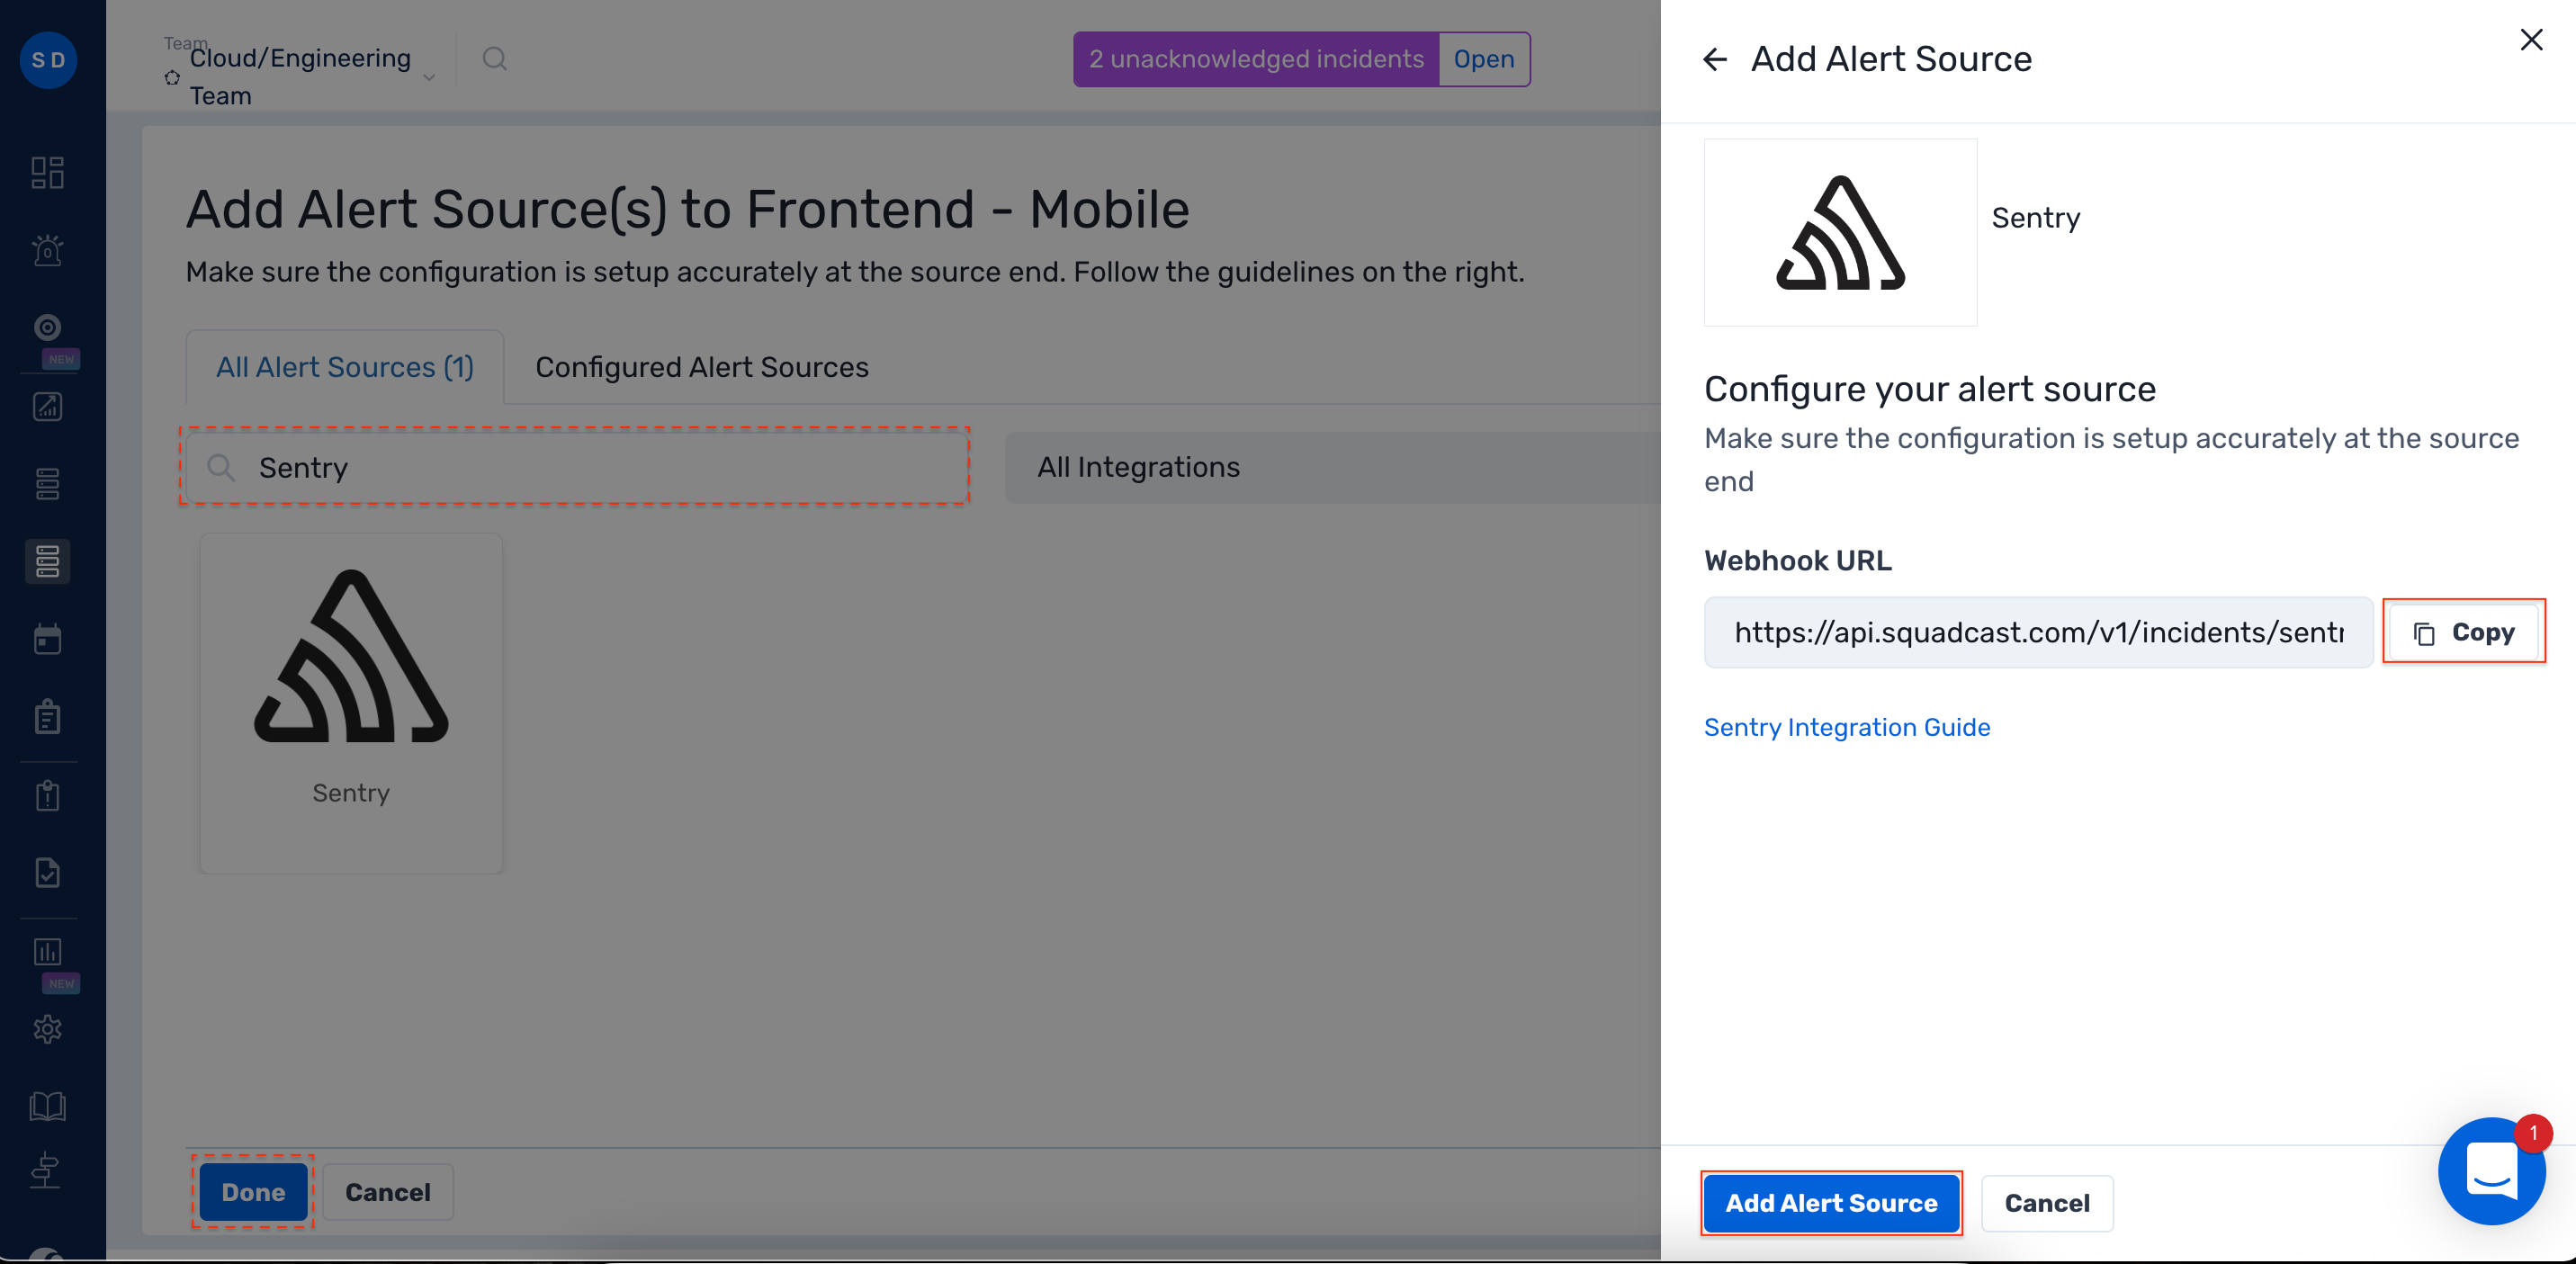 S D
Team
Cloud/Engineering
Team
2 unacknowledged incidents
Open
Add Alert Source(s) to Frontend - Mobile
Make sure the configuration is setup accurately at the source end. Follow the guidelines on the right.
All Alert Sources (1)
Configured Alert Sources
Sentry
All Integrations
Sentry
Done
Cancel
NEW
NEW
Add Alert Source
Sentry
Configure your alert source
Make sure the configuration is setup accurately at the source
end
Webhook URL
https://api.squadcast.com/v1/incidents/sentr
Copy
Sentry Integration Guide
1
Add Alert Source
Cancel